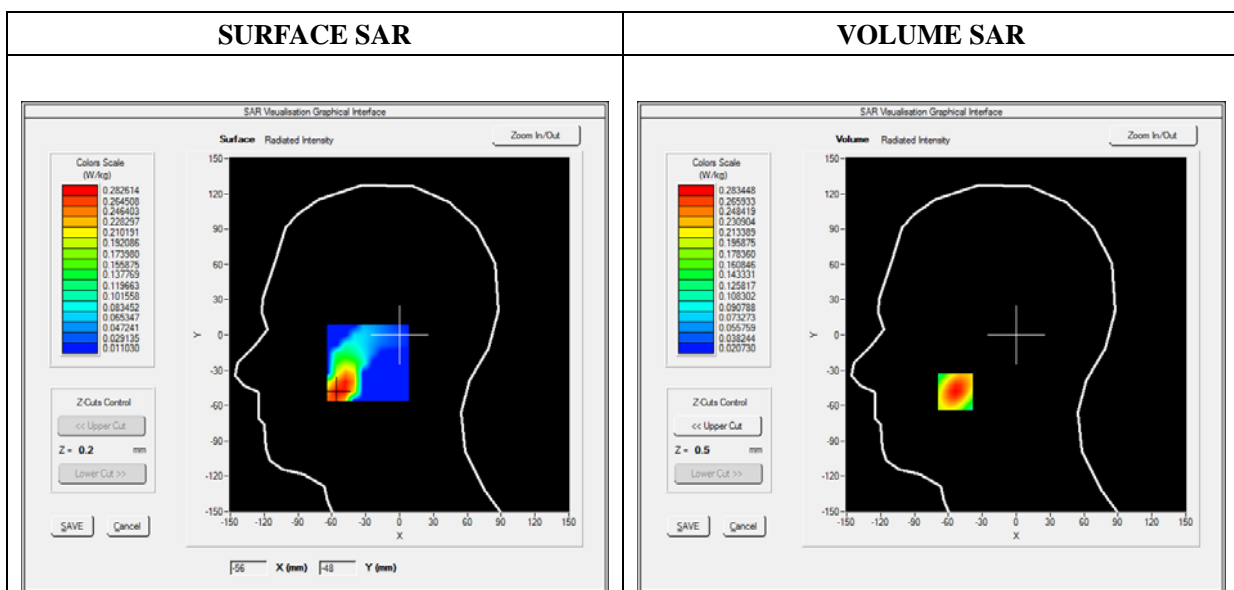 SURFACE SAR
VOLUME SAR
SAR Visualisation Graphical Interface
Surface Radiated Intensity
Zoom In/Out
Colors Scale
(W/kg)
0.282614
0.264508
0.246403
0.228297
0.210191
0.192086
0.173980
0.155875
0.137769
0.119663
0.101558
0.083452
0.065347
0.047241
0.029135
0.011030
Z-Cuts Control
<< Upper Cut
Z = 0.2 mm
Lower Cut >>
SAVE Cancel
150
120
90
60
30
0
-30
-60
-90
-120
-150
Y
-150 -120 -90 -60 -30 0 30 60 90 120 150
X
-56 X (mm) -48 Y (mm)
SAR Visualisation Graphical Interface
Volume Radiated Intensity
Zoom In/Out
Colors Scale
(W/kg)
0.283448
0.265933
0.248419
0.230904
0.213389
0.195875
0.178360
0.160846
0.143331
0.125817
0.108302
0.090788
0.073273
0.055759
0.038244
0.020730
Z-Cuts Control
<< Upper Cut
Z = 0.5 mm
Lower Cut >>
SAVE Cancel
150
120
90
60
30
0
-30
-60
-90
-120
-150
Y
-150 -120 -90 -60 -30 0 30 60 90 120 150
X